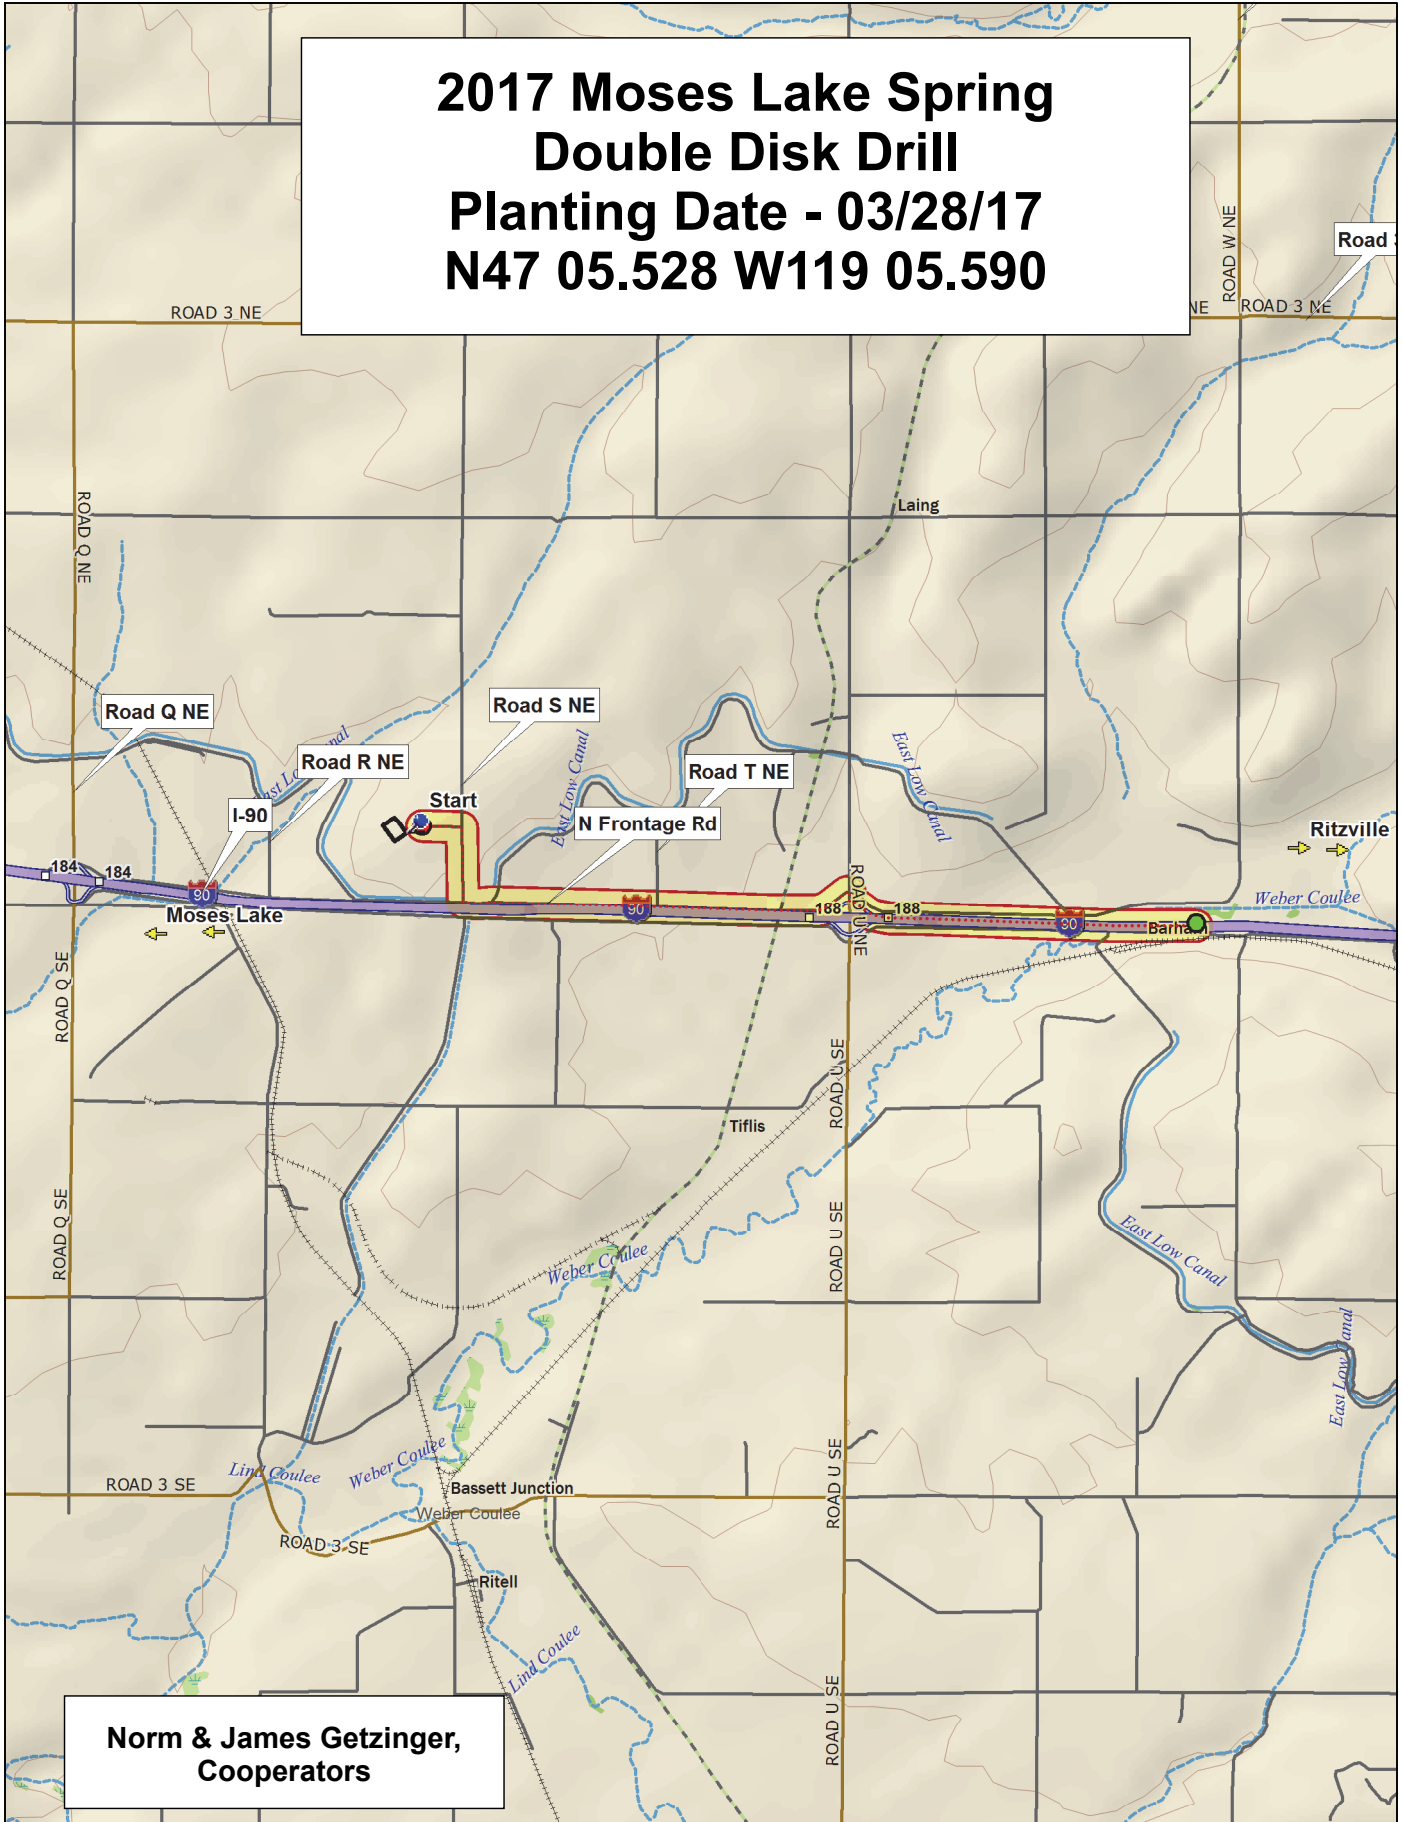 2017 Moses Lake Spring
Double Disk Drill
Planting Date - 03/28/17
N47 05.528 W119 05.590
ROAD W NE
Road
ROAD 3 NE
NE
ROAD 3 NE
ROAD Q NE
Laing
Road Q NE
Road S NE
East Low Canal
Road R NE
East Low Canal
Road T NE
East Low Canal
Start
I-90
N Frontage Rd
Ritzville
184
184
90
Moses Lake
90
188
188
ROAD U NE
90
Barham
Weber Coulee
ROAD Q SE
ROAD U SE
Tiflis
ROAD Q SE
ROAD U SE
Weber Coulee
East Low Canal
East Low Canal
ROAD 3 SE
Lind Coulee
Weber Coulee
Bassett Junction
Weber Coulee
ROAD U SE
ROAD 3 SE
Ritell
Lind Coulee
ROAD U SE
Norm & James Getzinger,
Cooperators